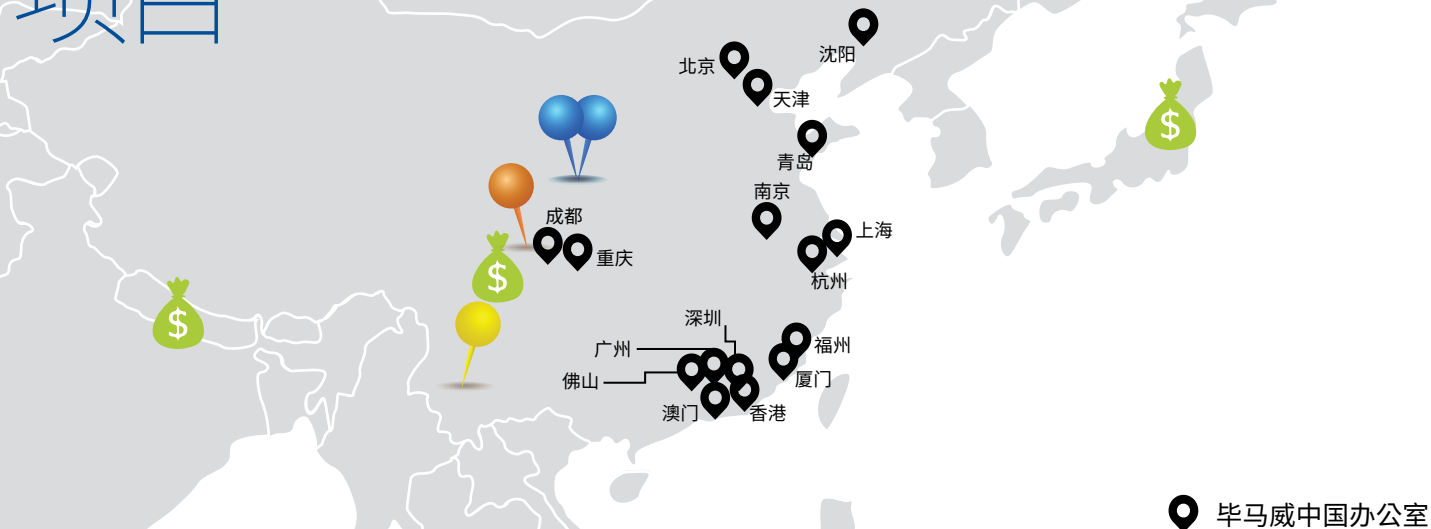 项目
沈阳
北京
天津
青岛
南京
成都
上海
重庆
杭州
$
$
$
深圳
广州
福州
佛山
厦门
澳门
香港
毕马威中国办公室